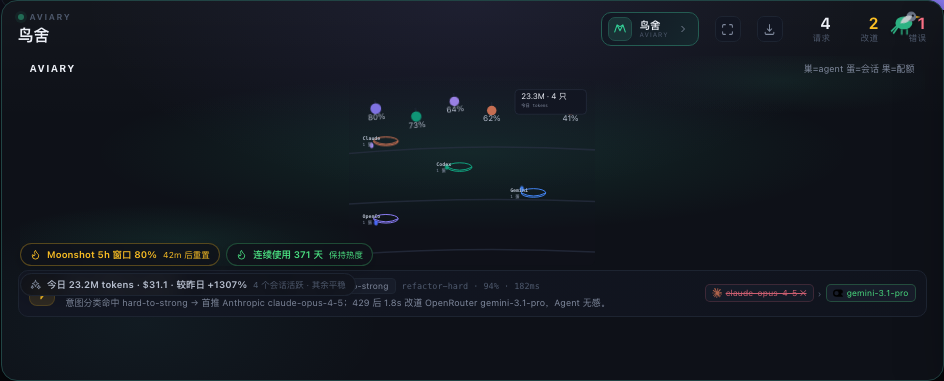 AVIARY
鸟舍
鸟舍
AVIARY
4
请求
2
改道
1
错误
AVIARY
巢=agent 蛋=会话 果=配额
80%
73%
64%
62%
23.3M · 4 只
今日 tokens
41%
Claude
Codex
Gemini
Moonshot 5h 窗口 80% 42m 后重置
连续使用 371 天 保持热度
今日 23.2M tokens · $31.1 · 较昨日 +1307% 4 个会话活跃 · 其余平稳
-strong refactor-hard · 94% · 182ms
意图分类命中 hard-to-strong → 首推 Anthropic claude-opus-4-5；429 后 1.8s 改道 OpenRouter gemini-3.1-pro，Agent 无感。
claude-opus-4-5 ✕ › gemini-3.1-pro